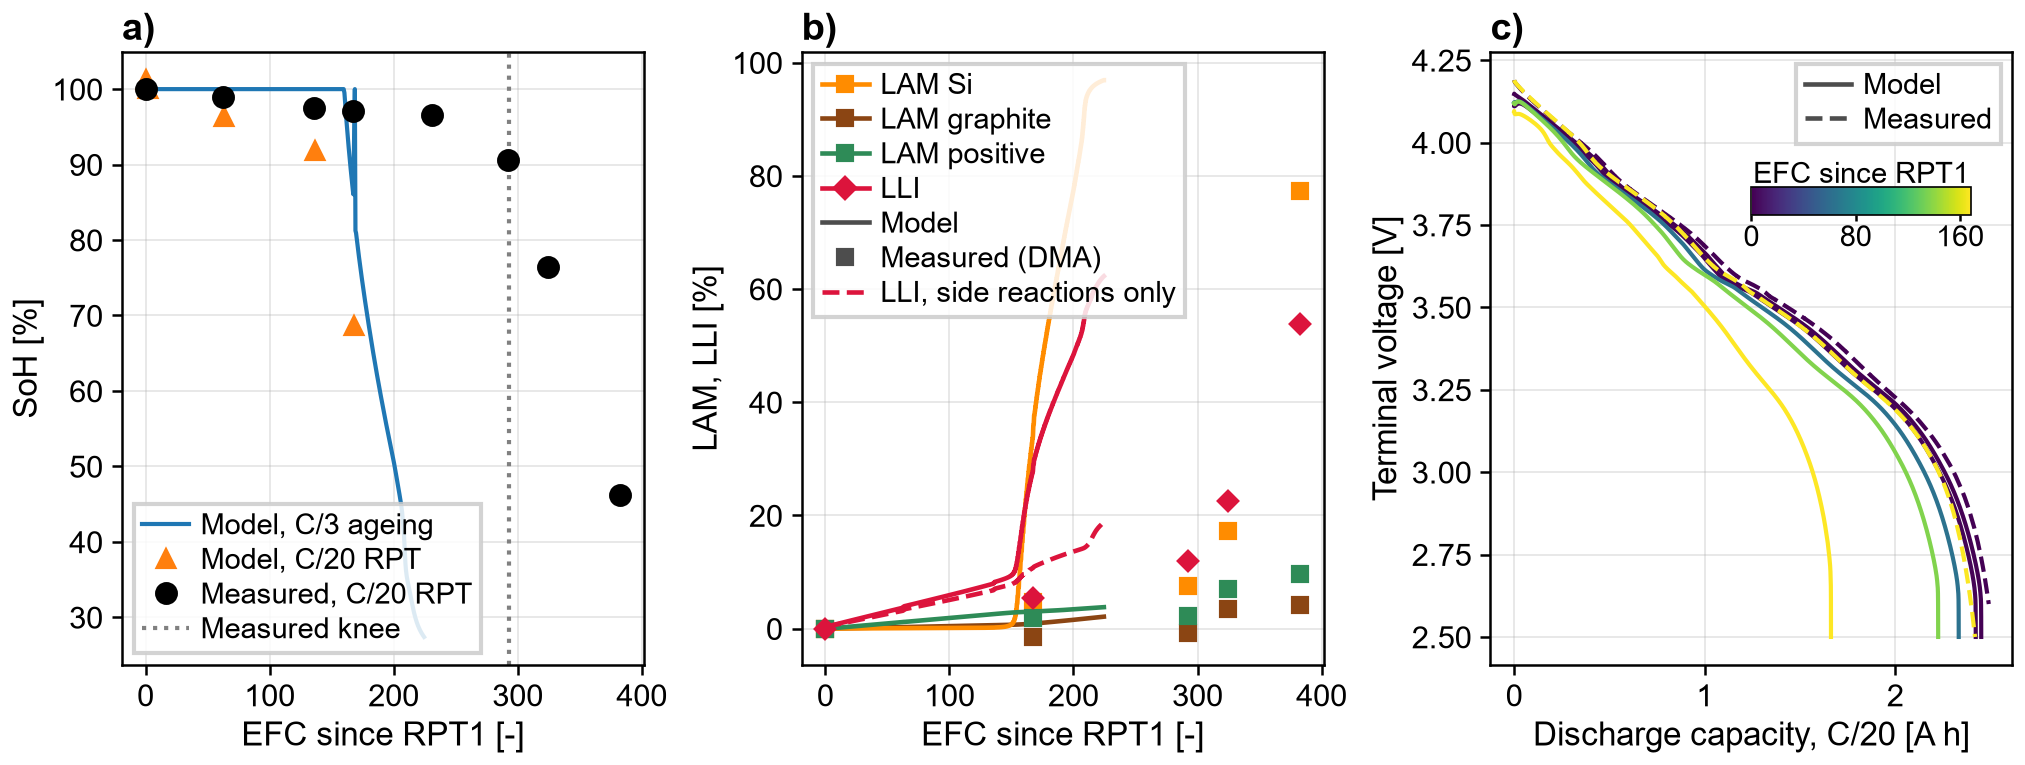 a)
100
90
80
70
60
50
40
30
SoH [%]
Model, C/3 ageing
Model, C/20 RPT
Measured, C/20 RPT
Measured knee
0
100
200
300
400
EFC since RPT1 [-]
b)
100
80
60
40
20
0
LAM, LLI [%]
LAM Si
LAM graphite
LAM positive
LLI
Model
Measured (DMA)
LLI, side reactions only
0
100
200
300
400
EFC since RPT1 [-]
c)
4.25
4.00
3.75
3.50
3.25
3.00
2.75
2.50
Terminal voltage [V]
Model
Measured
EFC since RPT1
0
80
160
0
1
2
Discharge capacity, C/20 [A h]